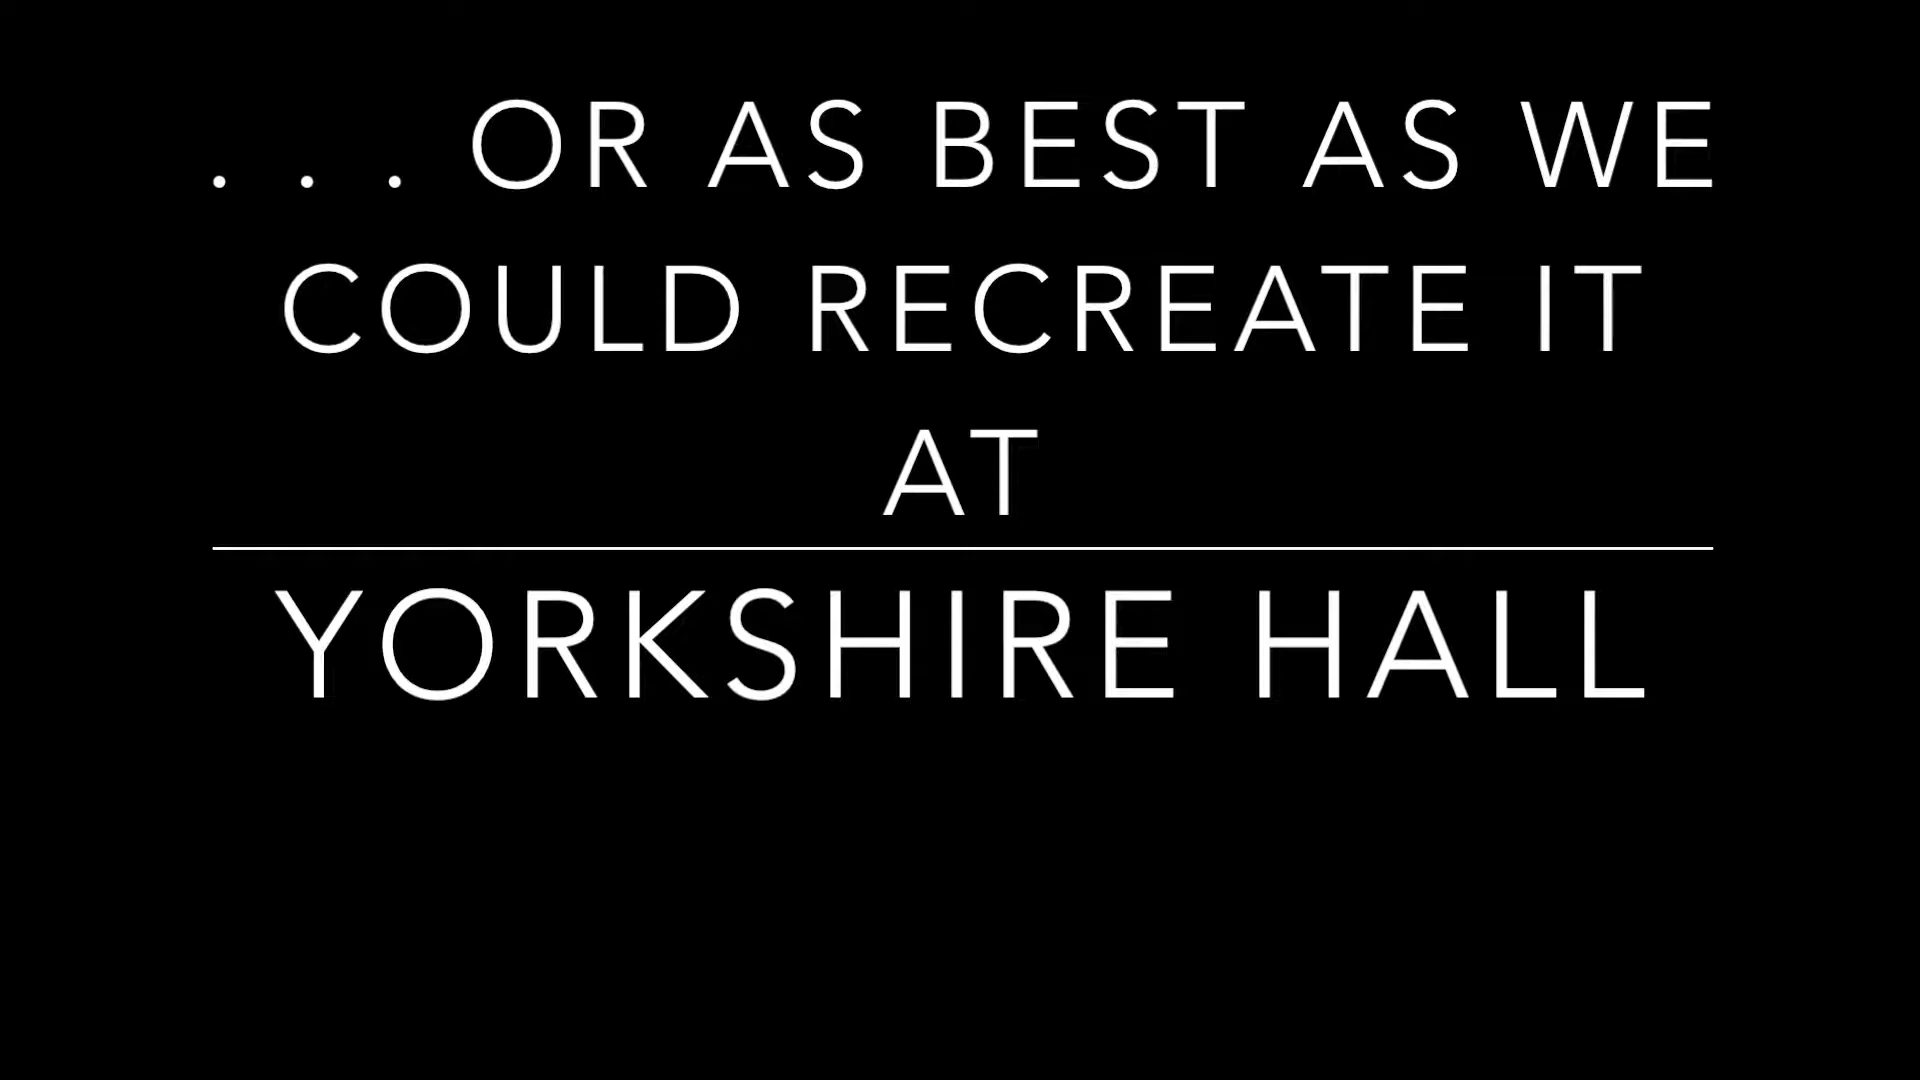 . . . OR AS BEST AS WE
COULD RECREATE IT
AT
YORKSHIRE HALL